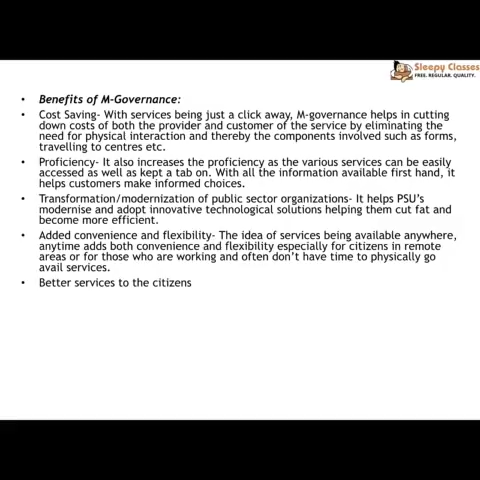 Sleepy Classes
FREE. REGULAR. QUALITY.
• Benefits of M-Governance:
• Cost Saving- With services being just a click away, M-governance helps in cutting
down costs of both the provider and customer of the service by eliminating the
need for physical interaction and thereby the components involved such as forms,
travelling to centres etc.
• Proficiency- It also increases the proficiency as the various services can be easily
accessed as well as kept a tab on. With all the information available first hand, it
helps customers make informed choices.
• Transformation/modernization of public sector organizations- It helps PSU's
modernise and adopt innovative technological solutions helping them cut fat and
become more efficient.
• Added convenience and flexibility- The idea of services being available anywhere,
anytime adds both convenience and flexibility especially for citizens in remote
areas or for those who are working and often don't have time to physically go
avail services.
• Better services to the citizens